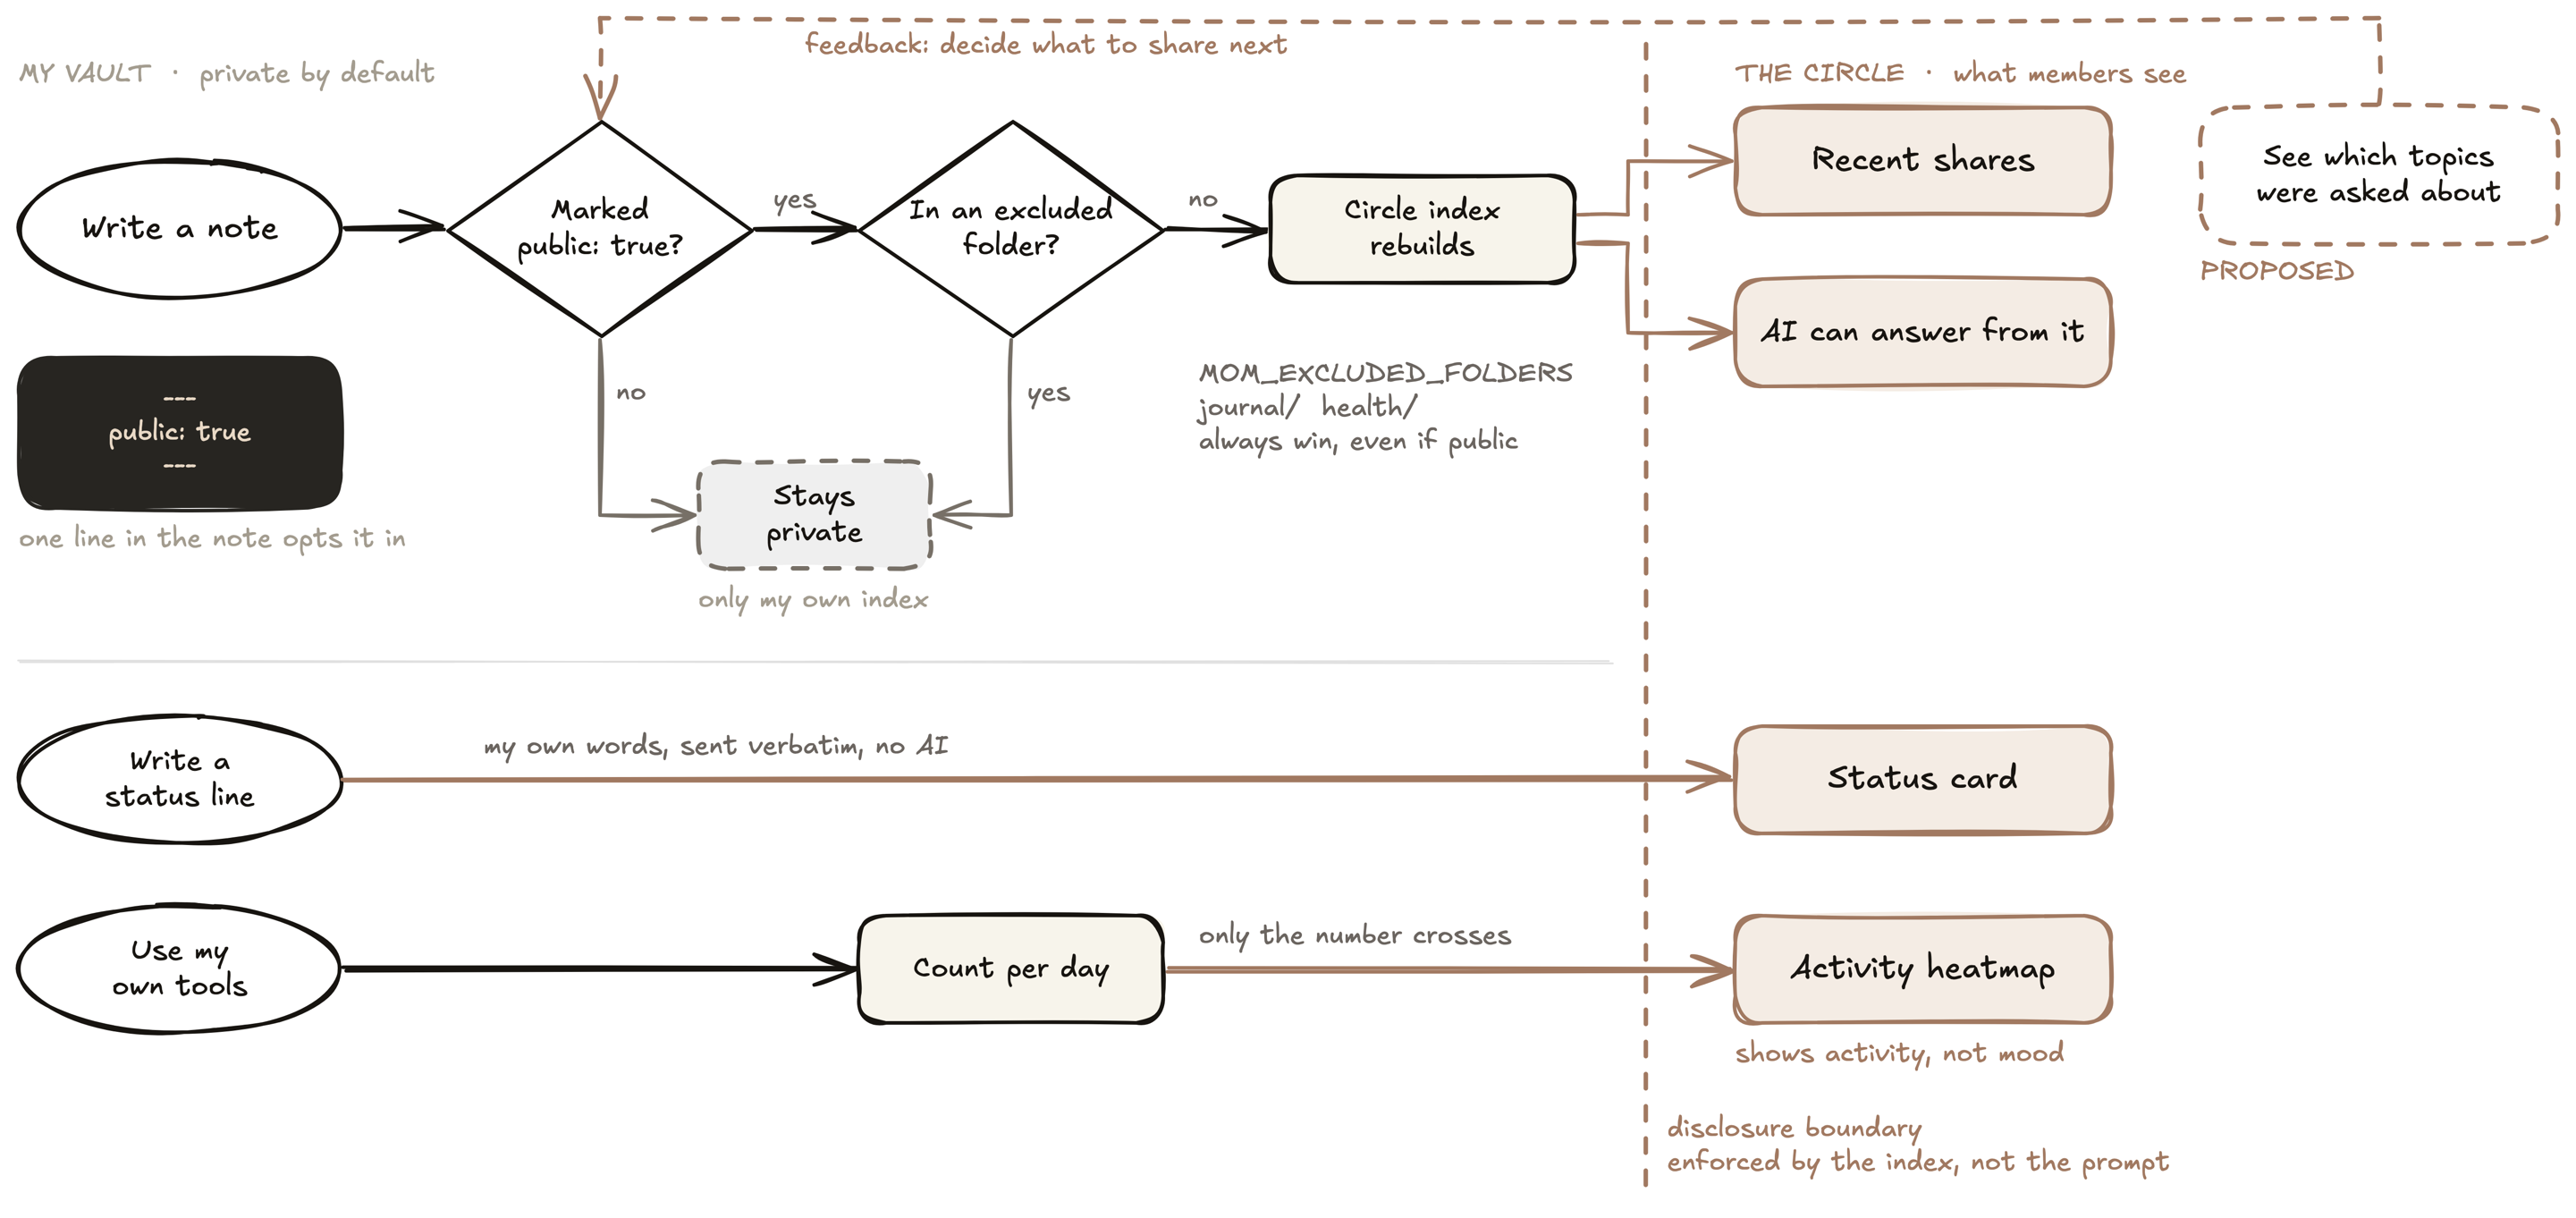 feedback: decide what to share next
MY VAULT · private by default
THE CIRCLE · what members see
Write a note
Marked
public: true?
yes
In an excluded
folder?
no
Circle index
rebuilds
Recent shares
See which topics
were asked about
PROPOSED
AI can answer from it
---
public: true
---
one line in the note opts it in
no
yes
MOM_EXCLUDED_FOLDERS
journal/ health/
always win, even if public
Stays
private
only my own index
Write a
status line
my own words, sent verbatim, no AI
Status card
Use my
own tools
Count per day
only the number crosses
Activity heatmap
shows activity, not mood
disclosure boundary
enforced by the index, not the prompt